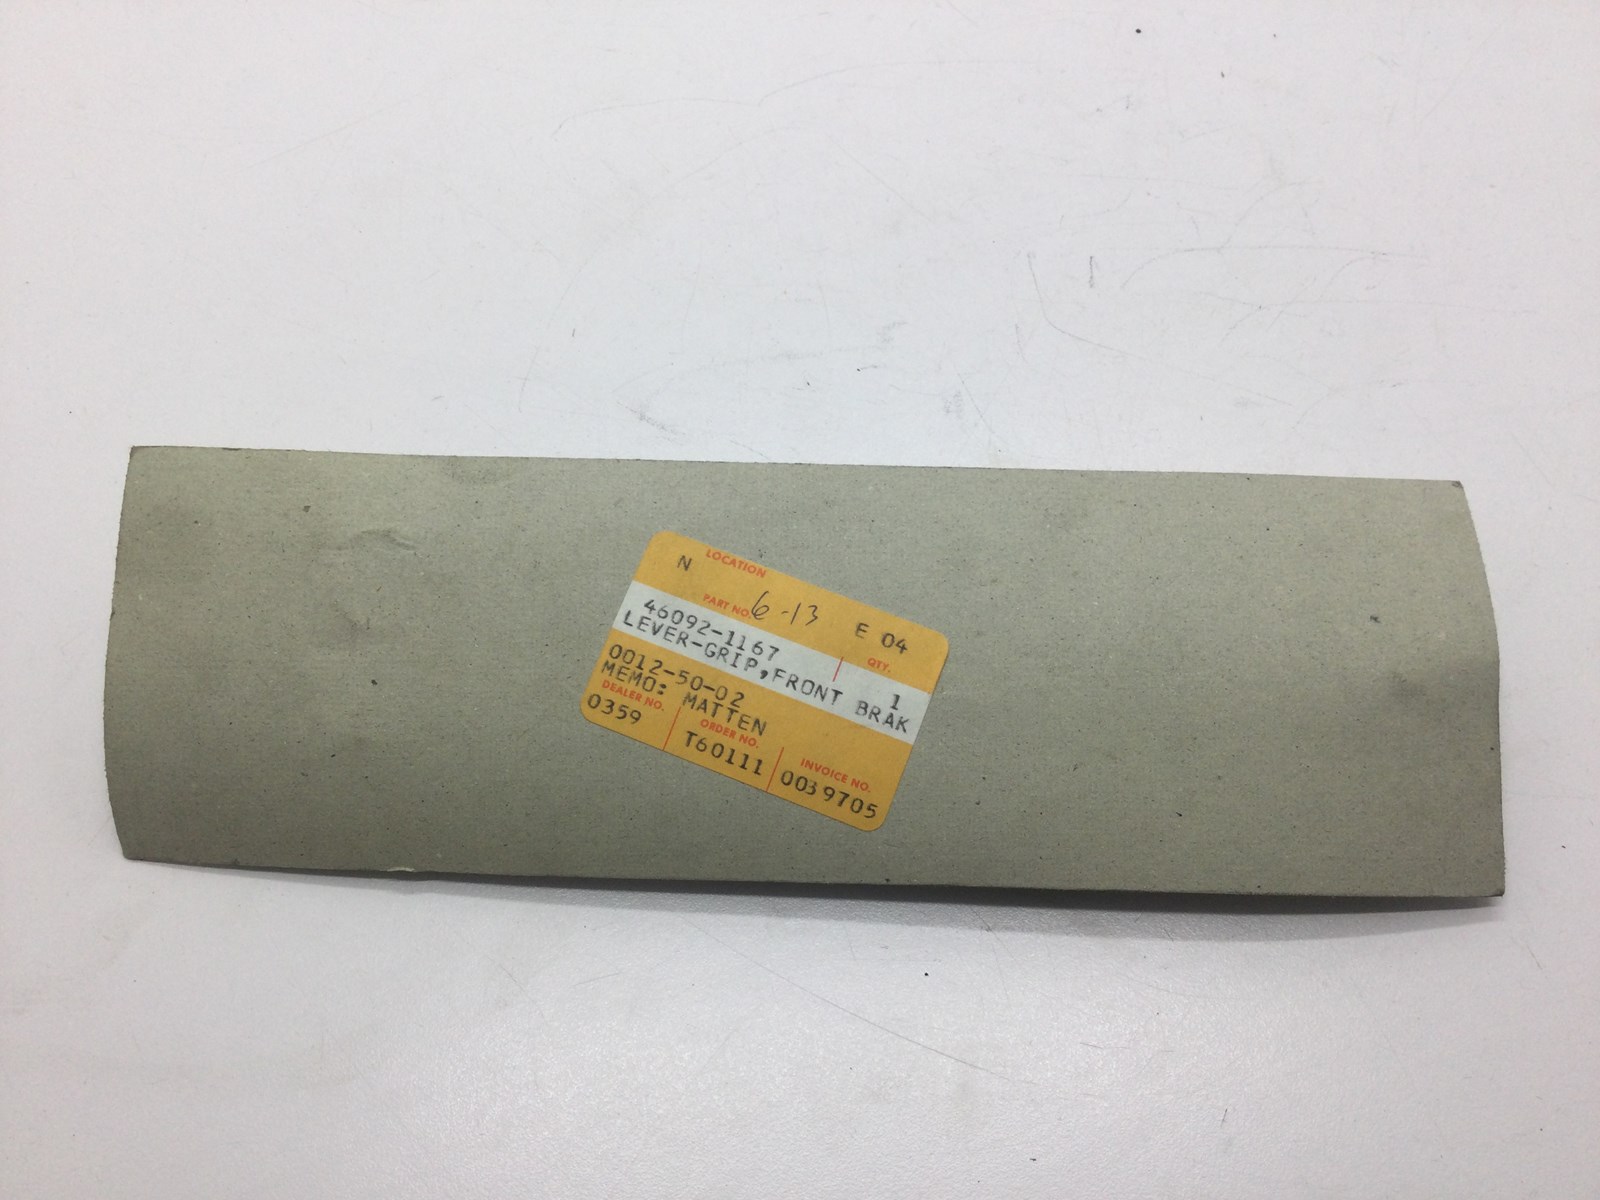 LOCATION
N
PART NO. 6-13 E 04
46092-1167 QTY. 1
LEVER-GRIP,FRONT BRAK
0012-50-02
MEMO: MATTEN
DEALER NO. ORDER NO. INVOICE NO.
0359 T60111 0039705